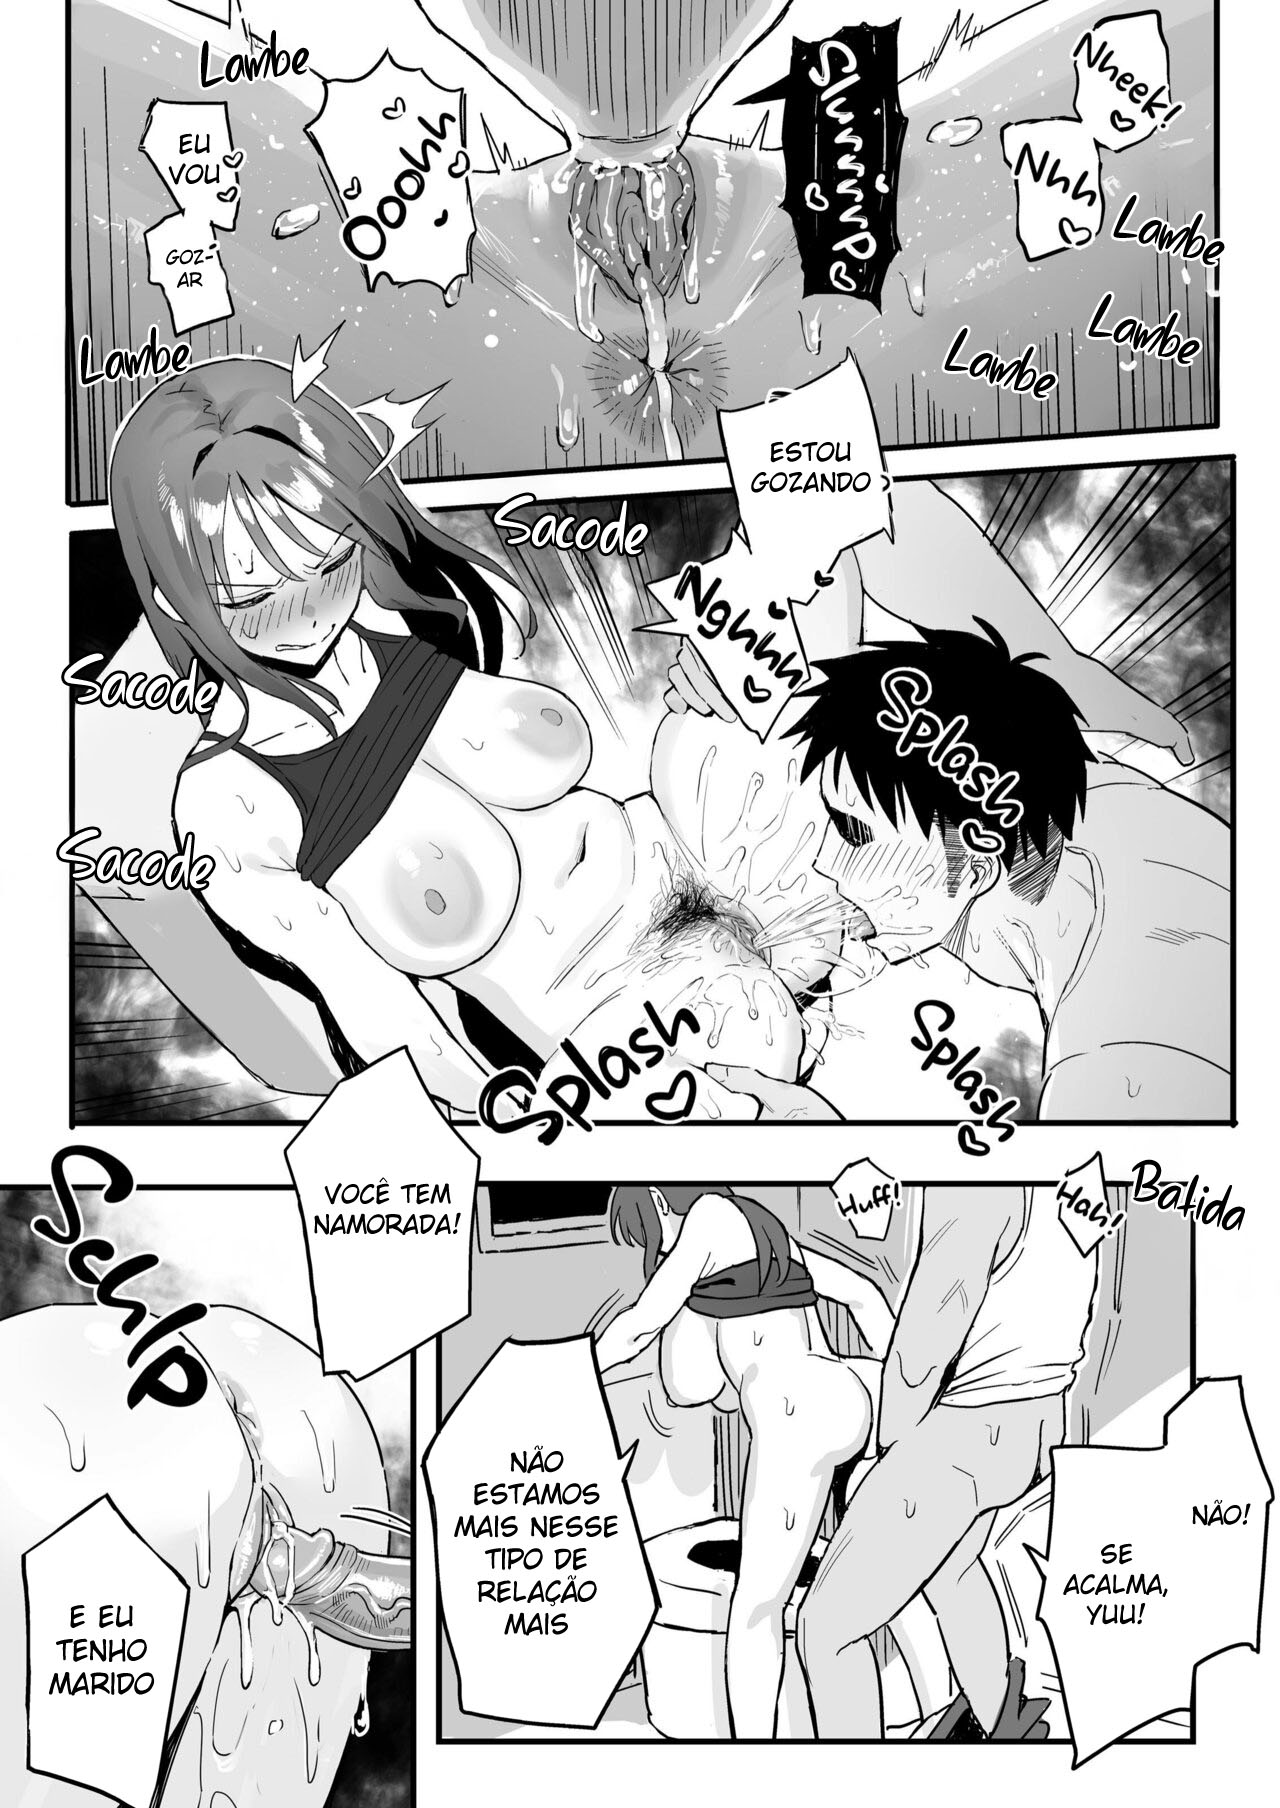 Lambe
Nheek!
Nhh
Slurrrrp
Ooohh
EU
VOU
GOZ-
AR
Lambe
Lambe
Lambe
Lambe
ESTOU
GOZANDO
Sacode
Nghhh
Sacode
Splash
Splash
Sacode
Splash
Splash
VOCÊ TEM
NAMORADA!
Schlp
Huff!
Hah!
Batida
NÃO
ESTAMOS
MAIS NESSE
TIPO DE
RELAÇÃO
MAIS
NÃO!
SE
ACALMA,
YUU!
E EU
TENHO
MARIDO